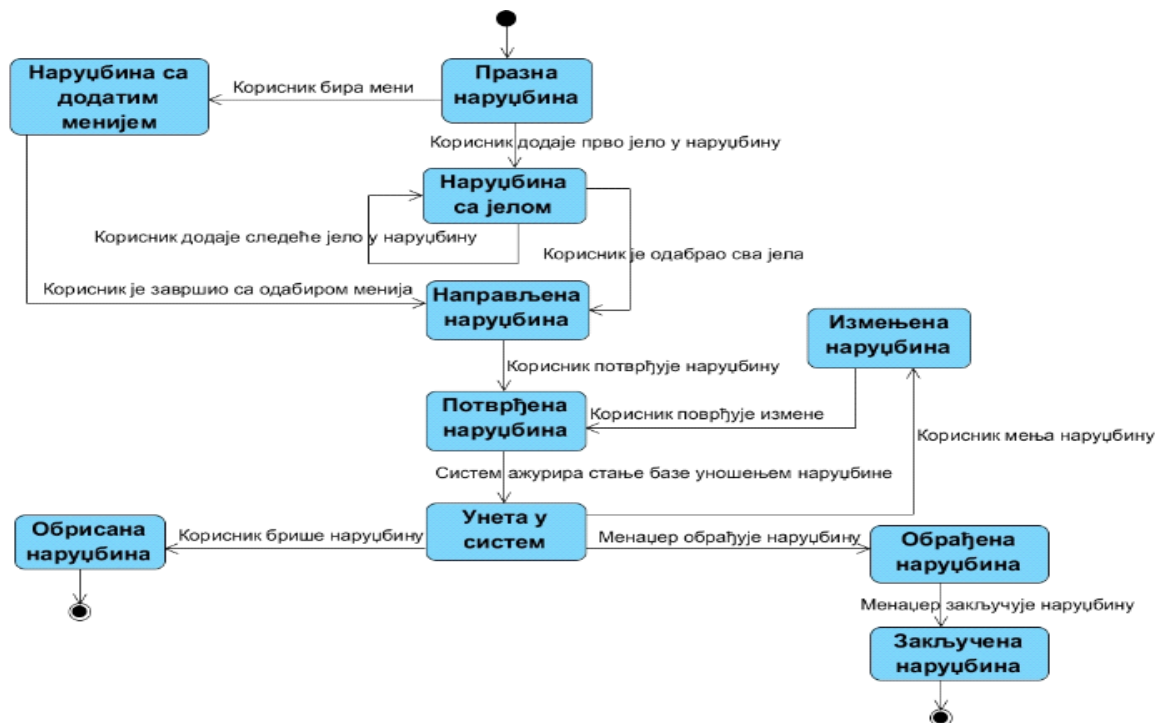 Наруџбина са
додатим
менијем
Корисник бира мени
Празна
наруџбина
Корисник додаје прво јело у наруџбину
Наруџбина
са јелом
Корисник додаје следеће јело у наруџбину
Корисник је одабрао сва јела
Корисник је завршио са одабиром менија
Направљена
наруџбина
Измењена
наруџбина
Корисник потврђује наруџбину
Потврђена
наруџбина
Корисник поврђује измене
Корисник мења наруџбину
Систем ажурира стање базе уношењем наруџбине
Обрисана
наруџбина
Корисник брише наруџбину
Унета у
систем
Менаџер обрађује наруџбину
Обрађена
наруџбина
Менаџер закључује наруџбину
Закључена
наруџбина